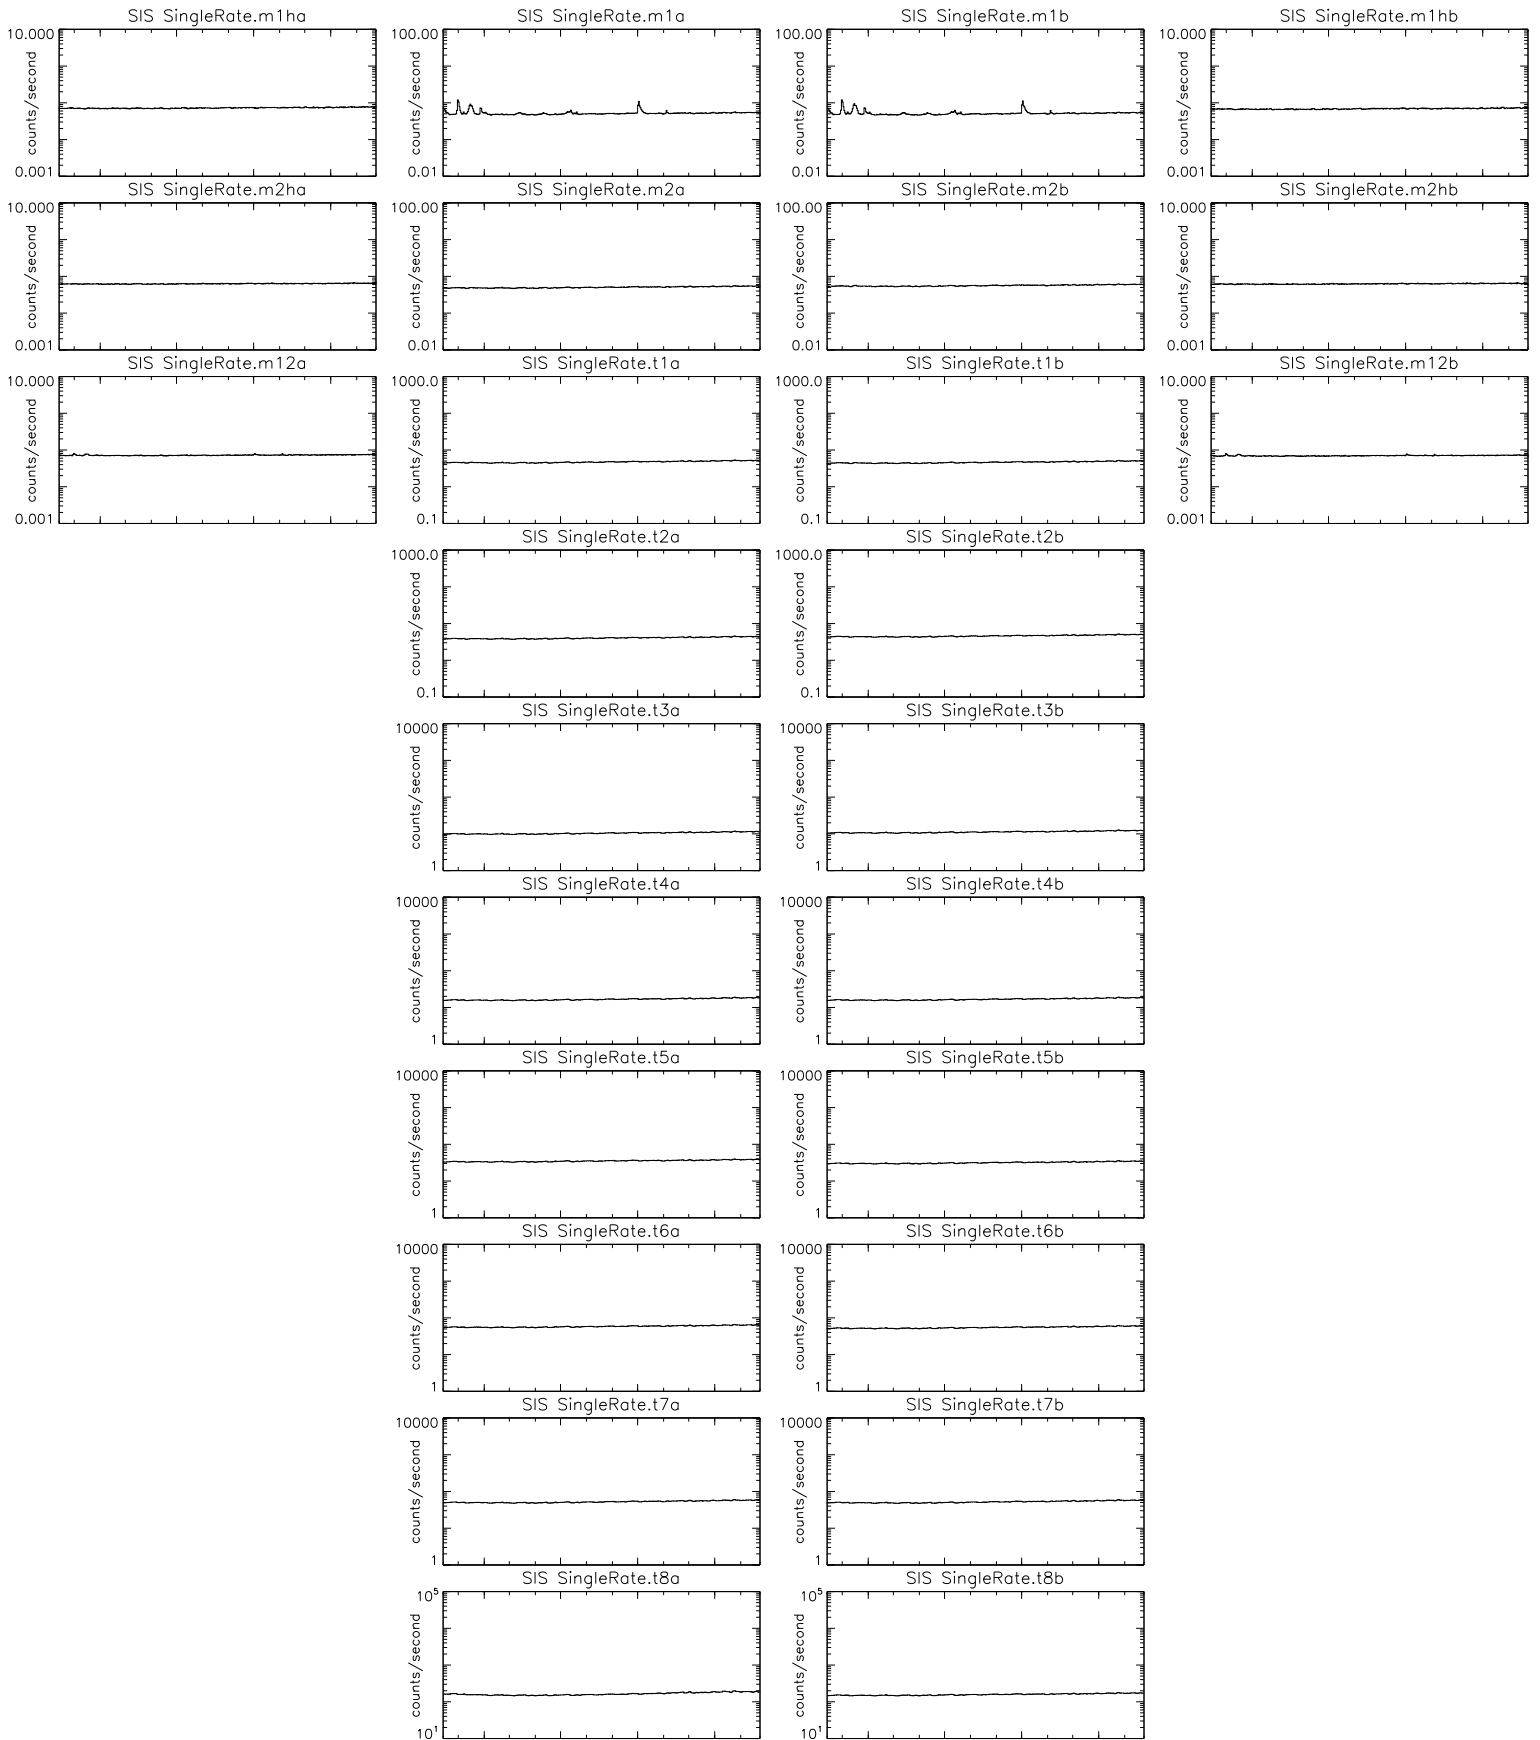 SIS SingleRate.m1ha
SIS SingleRate.m1a
SIS SingleRate.m1b
SIS SingleRate.m1hb
10.000
counts/second
0.001
100.00
counts/second
0.01
100.00
counts/second
0.01
10.000
counts/second
0.001
SIS SingleRate.m2ha
SIS SingleRate.m2a
SIS SingleRate.m2b
SIS SingleRate.m2hb
10.000
counts/second
0.001
100.00
counts/second
0.01
100.00
counts/second
0.01
10.000
counts/second
0.001
SIS SingleRate.m12a
SIS SingleRate.t1a
SIS SingleRate.t1b
SIS SingleRate.m12b
10.000
counts/second
0.001
1000.0
counts/second
0.1
1000.0
counts/second
0.1
10.000
counts/second
0.001
SIS SingleRate.t2a
SIS SingleRate.t2b
1000.0
counts/second
0.1
1000.0
counts/second
0.1
SIS SingleRate.t3a
SIS SingleRate.t3b
10000
counts/second
1
10000
counts/second
1
SIS SingleRate.t4a
SIS SingleRate.t4b
10000
counts/second
1
10000
counts/second
1
SIS SingleRate.t5a
SIS SingleRate.t5b
10000
counts/second
1
10000
counts/second
1
SIS SingleRate.t6a
SIS SingleRate.t6b
10000
counts/second
1
10000
counts/second
1
SIS SingleRate.t7a
SIS SingleRate.t7b
10000
counts/second
1
10000
counts/second
1
SIS SingleRate.t8a
SIS SingleRate.t8b
10⁵
counts/second
10¹
10⁵
counts/second
10¹